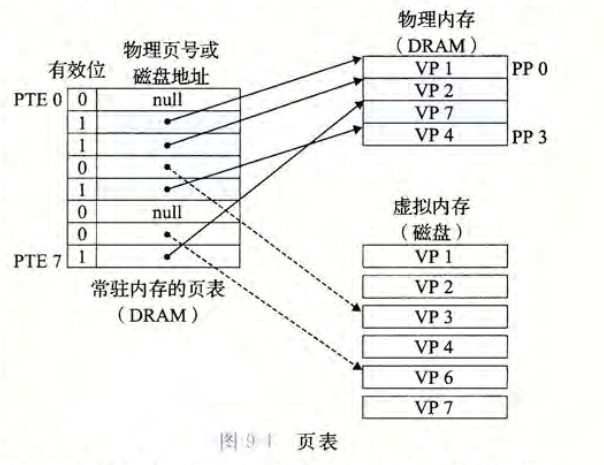 物理内存
（DRAM）
物理页号或
磁盘地址
有效位
PTE 0
0
null
1
1
0
1
0
null
0
PTE 7
1
常驻内存的页表
（DRAM）
VP 1
PP 0
VP 2
VP 7
VP 4
PP 3
虚拟内存
（磁盘）
VP 1
VP 2
VP 3
VP 4
VP 6
VP 7
页表